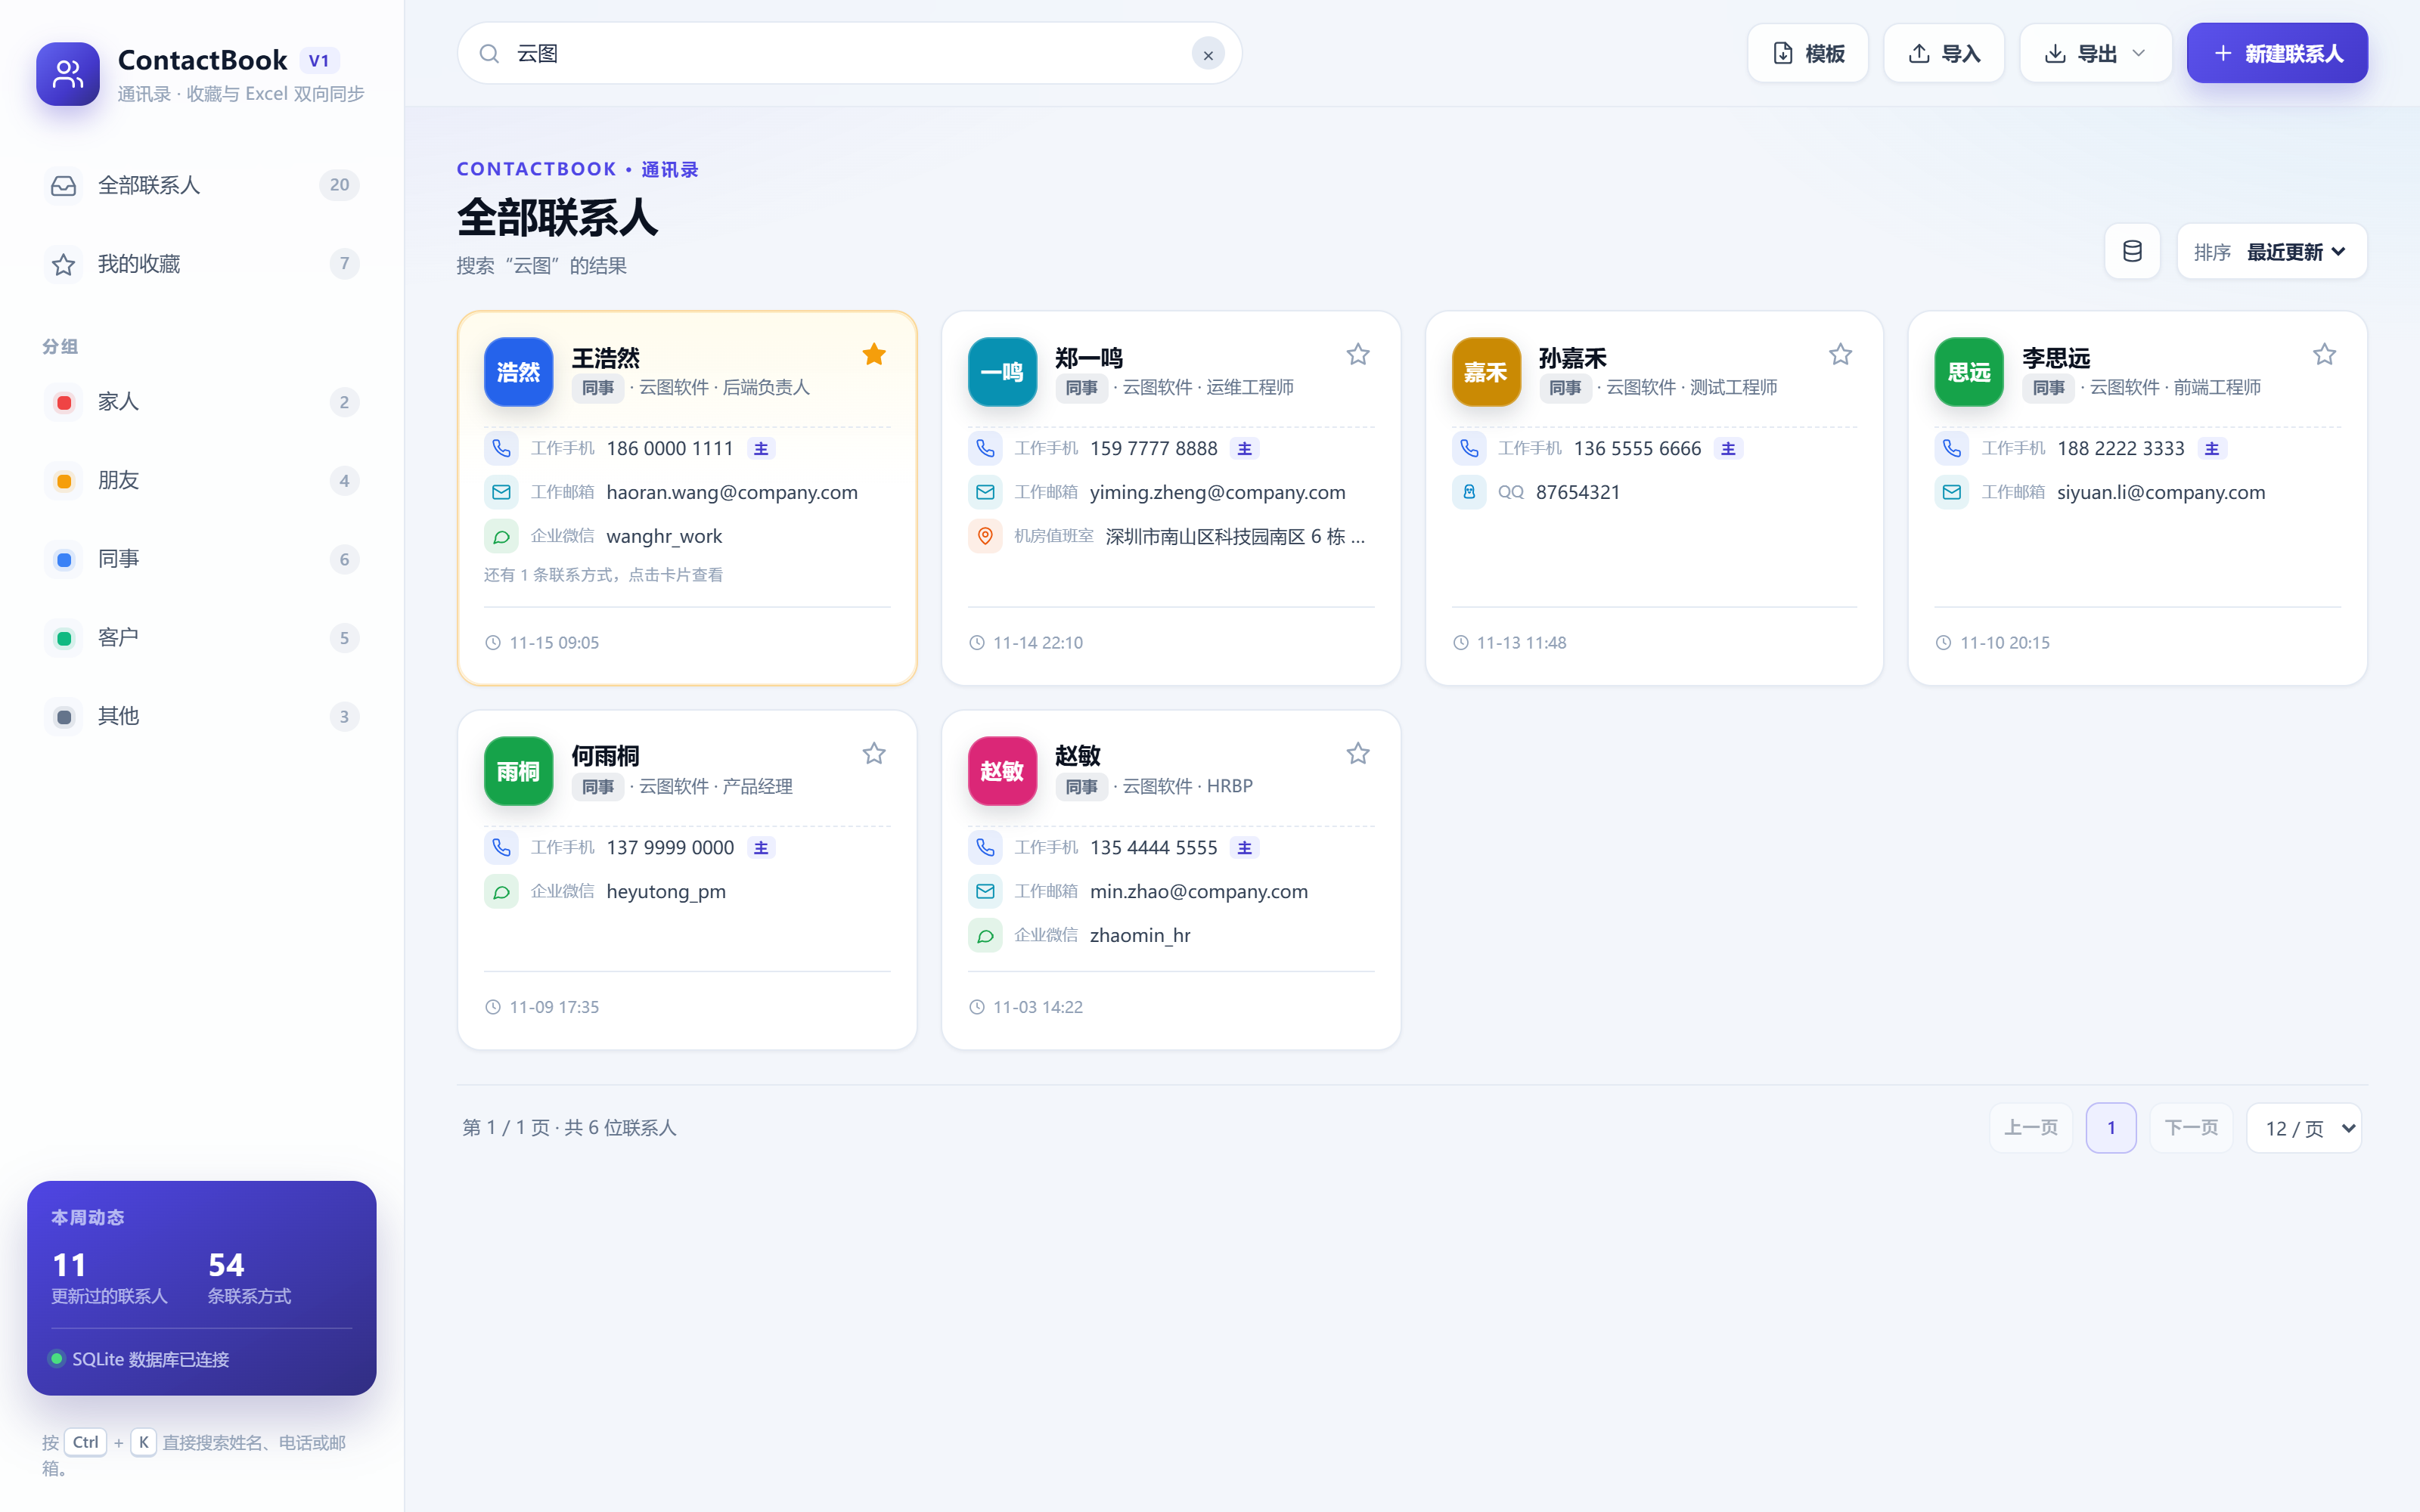 ContactBook V1
通讯录 · 收藏与 Excel 双向同步
全部联系人 20
我的收藏 7
分组
家人 2
朋友 4
同事 6
客户 5
其他 3
本周动态
11 54
更新过的联系人 条联系方式
SQLite 数据库已连接
按 Ctrl + K 直接搜索姓名、电话或邮
箱。
云图
模板 导入 导出 新建联系人
CONTACTBOOK • 通讯录
全部联系人
搜索“云图”的结果
排序 最近更新
浩然 王浩然
同事 · 云图软件 · 后端负责人
工作手机 186 0000 1111 主
工作邮箱 haoran.wang@company.com
企业微信 wanghr_work
还有 1 条联系方式，点击卡片查看
11-15 09:05
一鸣 郑一鸣
同事 · 云图软件 · 运维工程师
工作手机 159 7777 8888 主
工作邮箱 yiming.zheng@company.com
机房值班室 深圳市南山区科技园南区 6 栋 ...
11-14 22:10
嘉禾 孙嘉禾
同事 · 云图软件 · 测试工程师
工作手机 136 5555 6666 主
QQ 87654321
11-13 11:48
思远 李思远
同事 · 云图软件 · 前端工程师
工作手机 188 2222 3333 主
工作邮箱 siyuan.li@company.com
11-10 20:15
雨桐 何雨桐
同事 · 云图软件 · 产品经理
工作手机 137 9999 0000 主
企业微信 heyutong_pm
11-09 17:35
赵敏 赵敏
同事 · 云图软件 · HRBP
工作手机 135 4444 5555 主
工作邮箱 min.zhao@company.com
企业微信 zhaomin_hr
11-03 14:22
第 1 / 1 页 · 共 6 位联系人
上一页 1 下一页 12 / 页